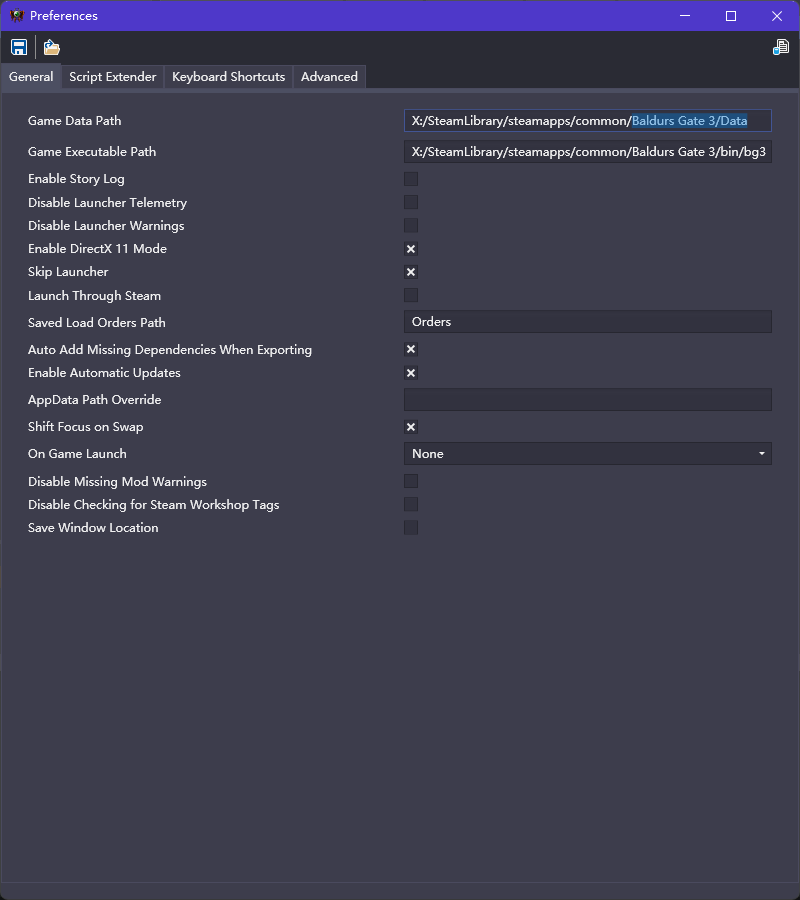 Preferences
General Script Extender Keyboard Shortcuts Advanced
Game Data Path X:/SteamLibrary/steamapps/common/Baldurs Gate 3/Data
Game Executable Path X:/SteamLibrary/steamapps/common/Baldurs Gate 3/bin/bg3
Enable Story Log
Disable Launcher Telemetry
Disable Launcher Warnings
Enable DirectX 11 Mode
Skip Launcher
Launch Through Steam
Saved Load Orders Path Orders
Auto Add Missing Dependencies When Exporting
Enable Automatic Updates
AppData Path Override
Shift Focus on Swap
On Game Launch None
Disable Missing Mod Warnings
Disable Checking for Steam Workshop Tags
Save Window Location